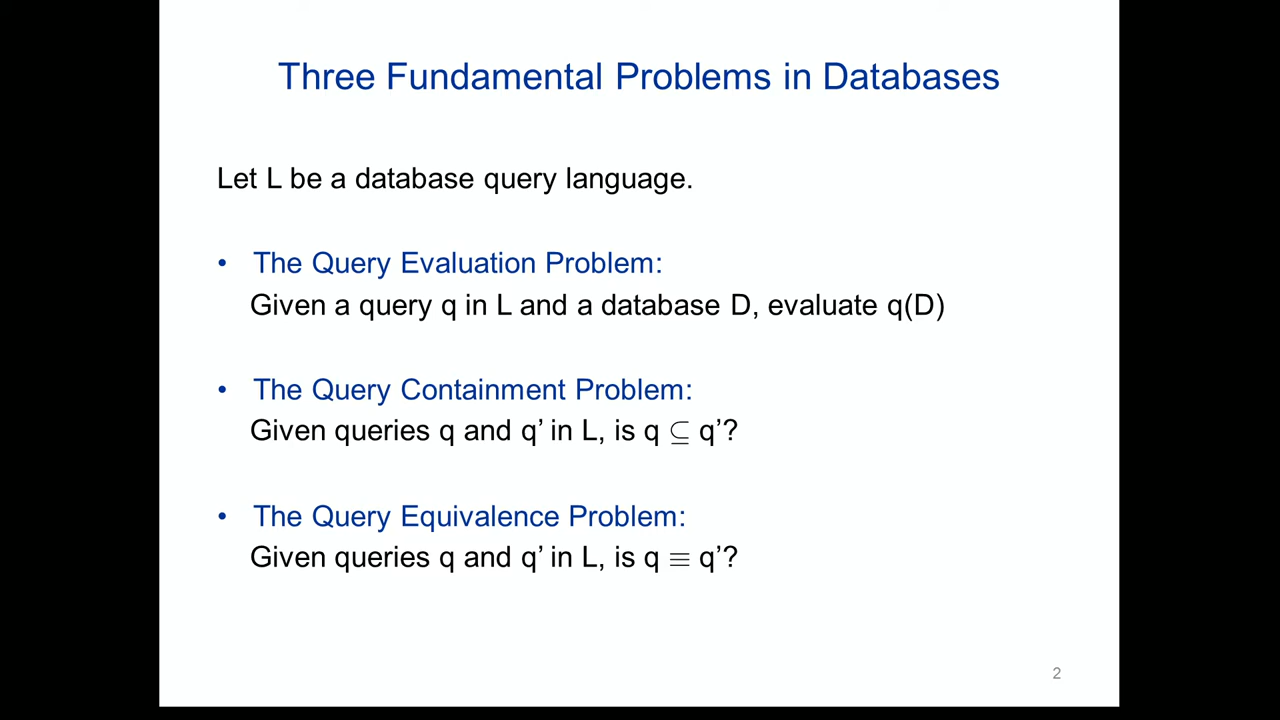 Three Fundamental Problems in Databases
Let L be a database query language.
• The Query Evaluation Problem:
Given a query q in L and a database D, evaluate q(D)
• The Query Containment Problem:
Given queries q and q’ in L, is q ⊆ q’?
• The Query Equivalence Problem:
Given queries q and q’ in L, is q ≡ q’?
2